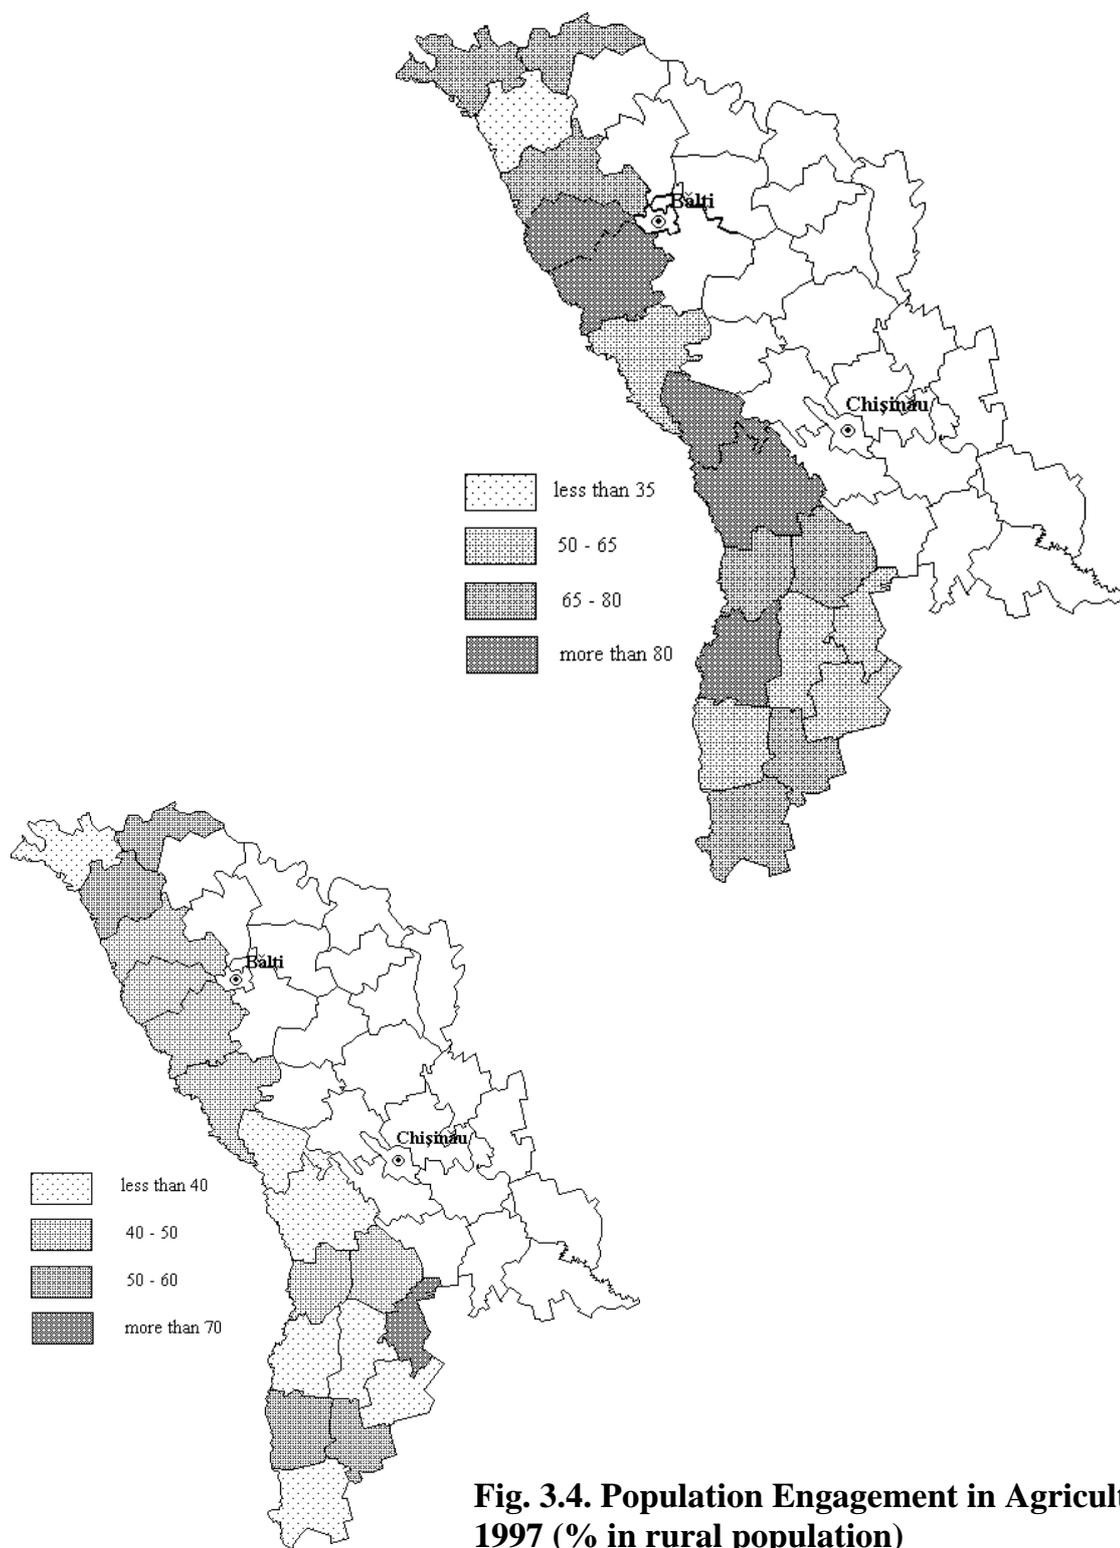 Bălți
Chișinău
less than 35
50 - 65
65 - 80
more than 80
Bălți
Chișinău
less than 40
40 - 50
50 - 60
more than 70
Fig. 3.4. Population Engagement in Agricult
1997 (% in rural population)